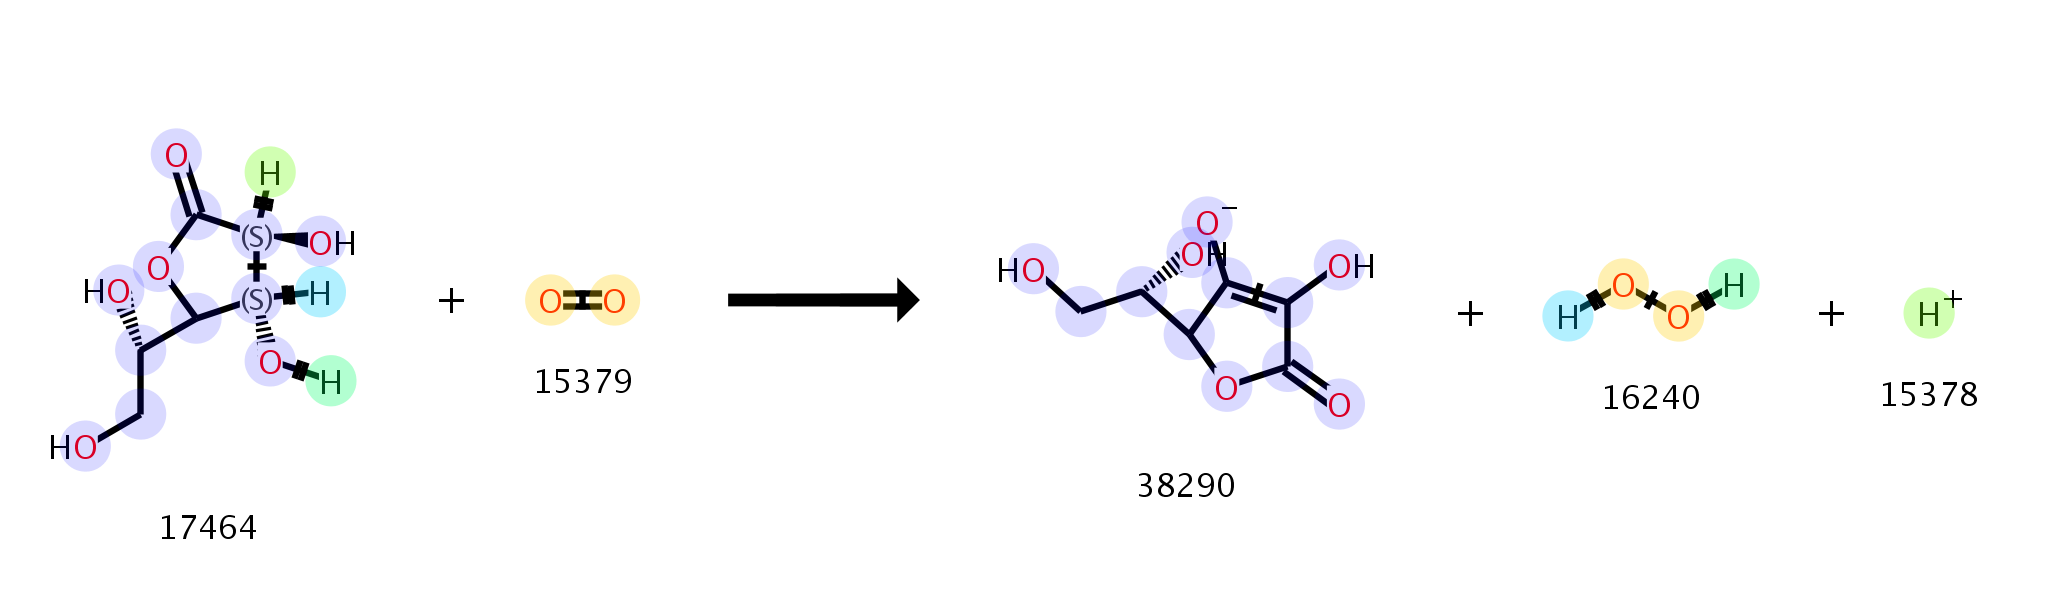 O
H
(S)
OH
O
HO
(S)
H
O
H
HO
17464
+
O O
15379
O−
HO
OH
OH
O
O
38290
+
H O O H
16240
+
H+
15378